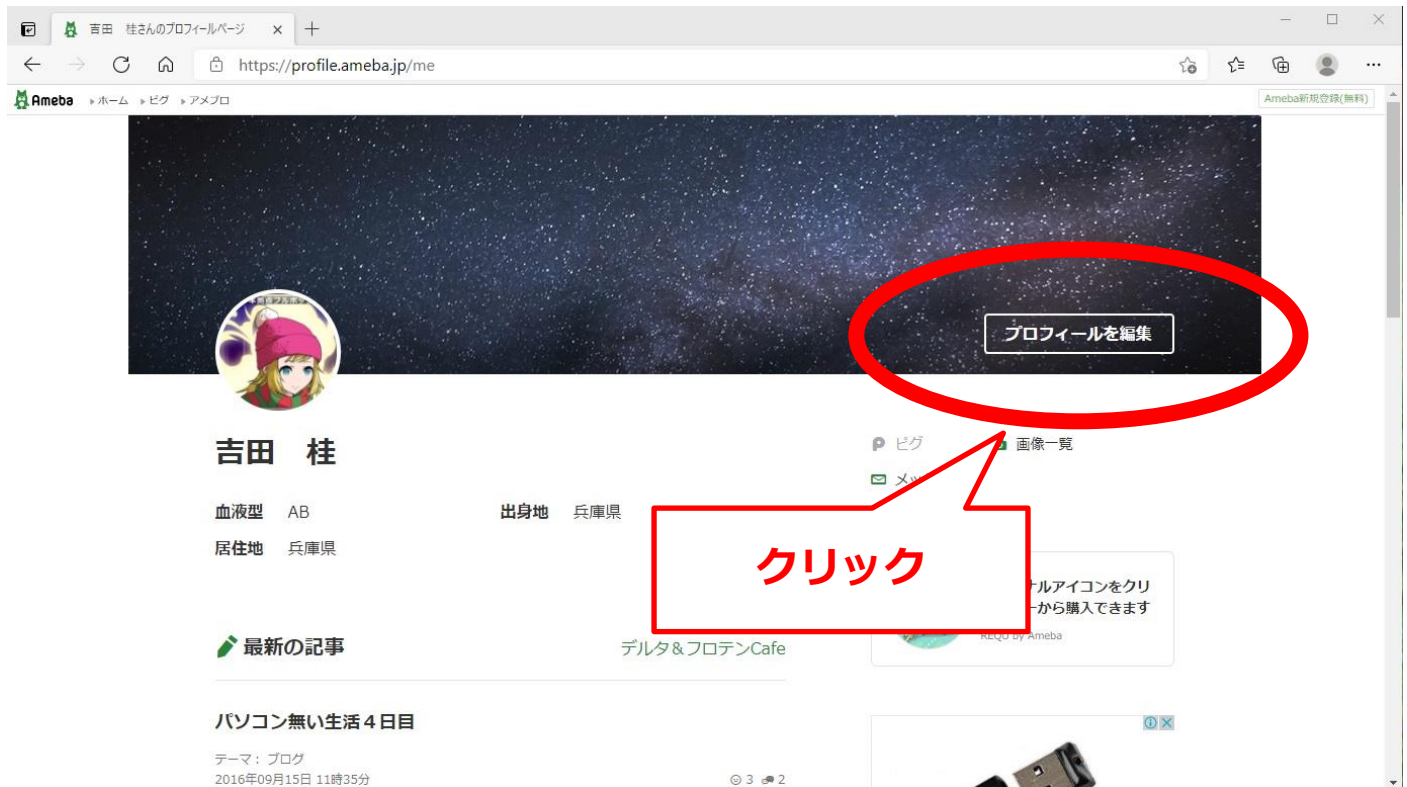 吉田 桂さんのプロフィールページ
https://profile.ameba.jp/me
Ameba ホーム ピグ アメブロ
Ameba新規登録(無料)
プロフィールを編集
吉田 桂
ピグ 画像一覧
メッ
血液型 AB 出身地 兵庫県
居住地 兵庫県
クリック
ナルアイコンをクリ
ーから購入できます
REQU by Ameba
最新の記事 デルタ&フロテンCafe
パソコン無い生活4日目
テーマ: ブログ
2016年09月15日 11時35分 3 2